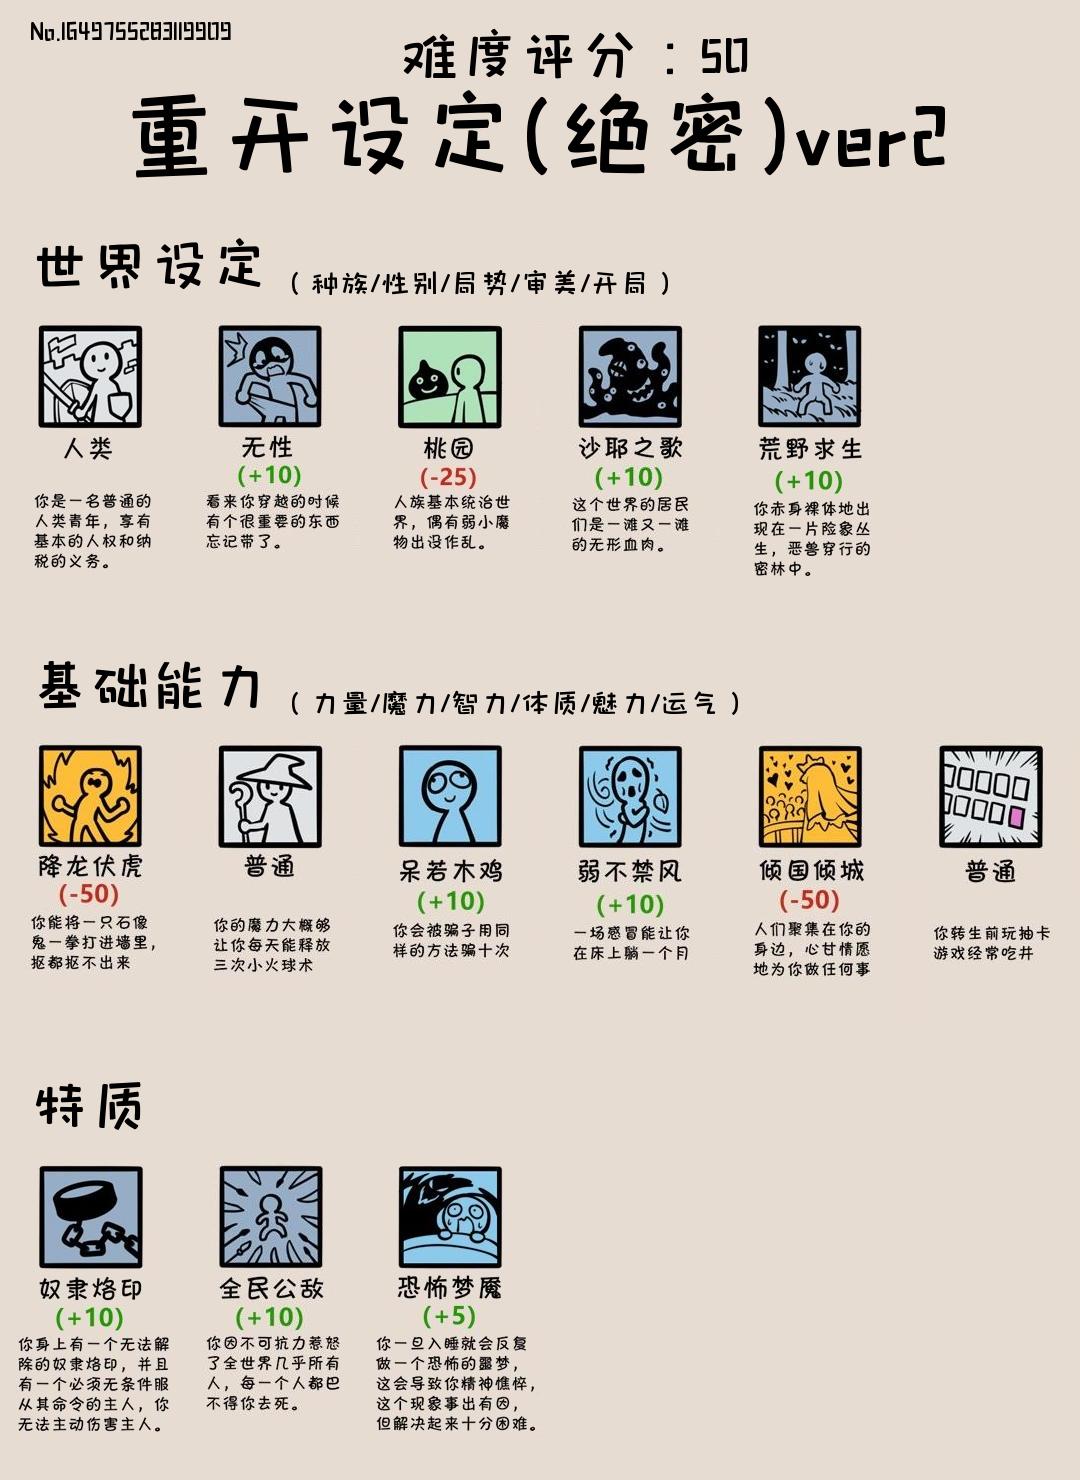 No.1649755283119909
难度评分：50
重开设定(绝密)ver2
世界设定（种族/性别/局势/审美/开局）
人类
你是一名普通的
人类青年，享有
基本的人权和纳
税的义务。
无性
(+10)
看来你穿越的时候
有个很重要的东西
忘记带了。
桃园
(-25)
人族基本统治世
界，偶有弱小魔
物出没作乱。
沙耶之歌
(+10)
这个世界的居民
们是一滩又一滩
的无形血肉。
荒野求生
(+10)
你赤身裸体地出
现在一片险象丛
生，恶兽穿行的
密林中。
基础能力（力量/魔力/智力/体质/魅力/运气）
降龙伏虎
(-50)
你能将一只石像
鬼一拳打进墙里，
抠都抠不出来
普通
你的魔力大概够
让你每天能释放
三次小火球术
呆若木鸡
(+10)
你会被骗子用同
样的方法骗十次
弱不禁风
(+10)
一场感冒能让你
在床上躺一个月
倾国倾城
(-50)
人们聚集在你的
身边，心甘情愿
地为你做任何事
普通
你转生前玩抽卡
游戏经常吃井
特质
奴隶烙印
(+10)
你身上有一个无法解
除的奴隶烙印，并且
有一个必须无条件服
从其命令的主人，你
无法主动伤害主人。
全民公敌
(+10)
你因不可抗力惹怒
了全世界几乎所有
人，每一个人都巴
不得你去死。
恐怖梦魇
(+5)
你一旦入睡就会反复
做一个恐怖的噩梦，
这会导致你精神憔悴，
这个现象事出有因，
但解决起来十分困难。